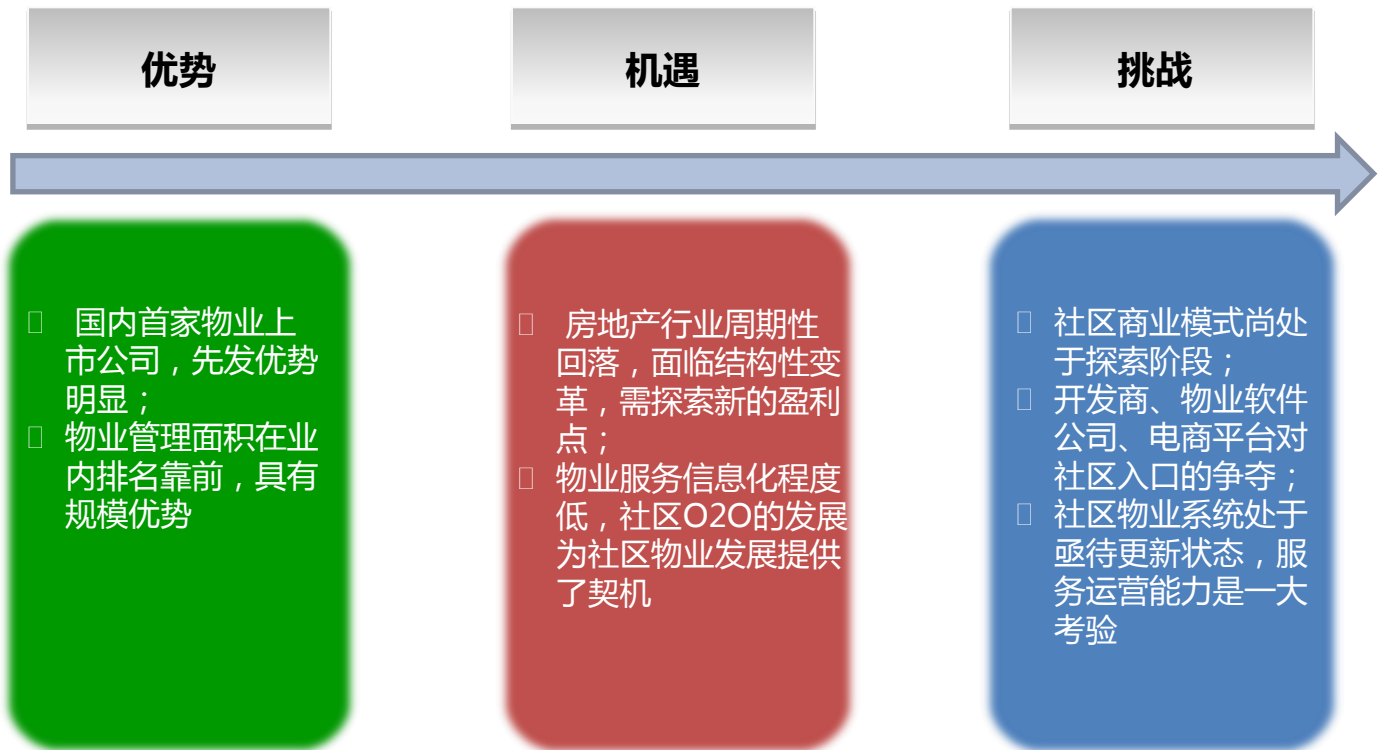 优势
机遇
挑战
国内首家物业上
市公司，先发优势
明显；
物业管理面积在业
内排名靠前，具有
规模优势
房地产行业周期性
回落，面临结构性变
革，需探索新的盈利
点；
物业服务信息化程度
低，社区O2O的发展
为社区物业发展提供
了契机
社区商业模式尚处
于探索阶段；
开发商、物业软件
公司、电商平台对
社区入口的争夺；
社区物业系统处于
亟待更新状态，服
务运营能力是一大
考验